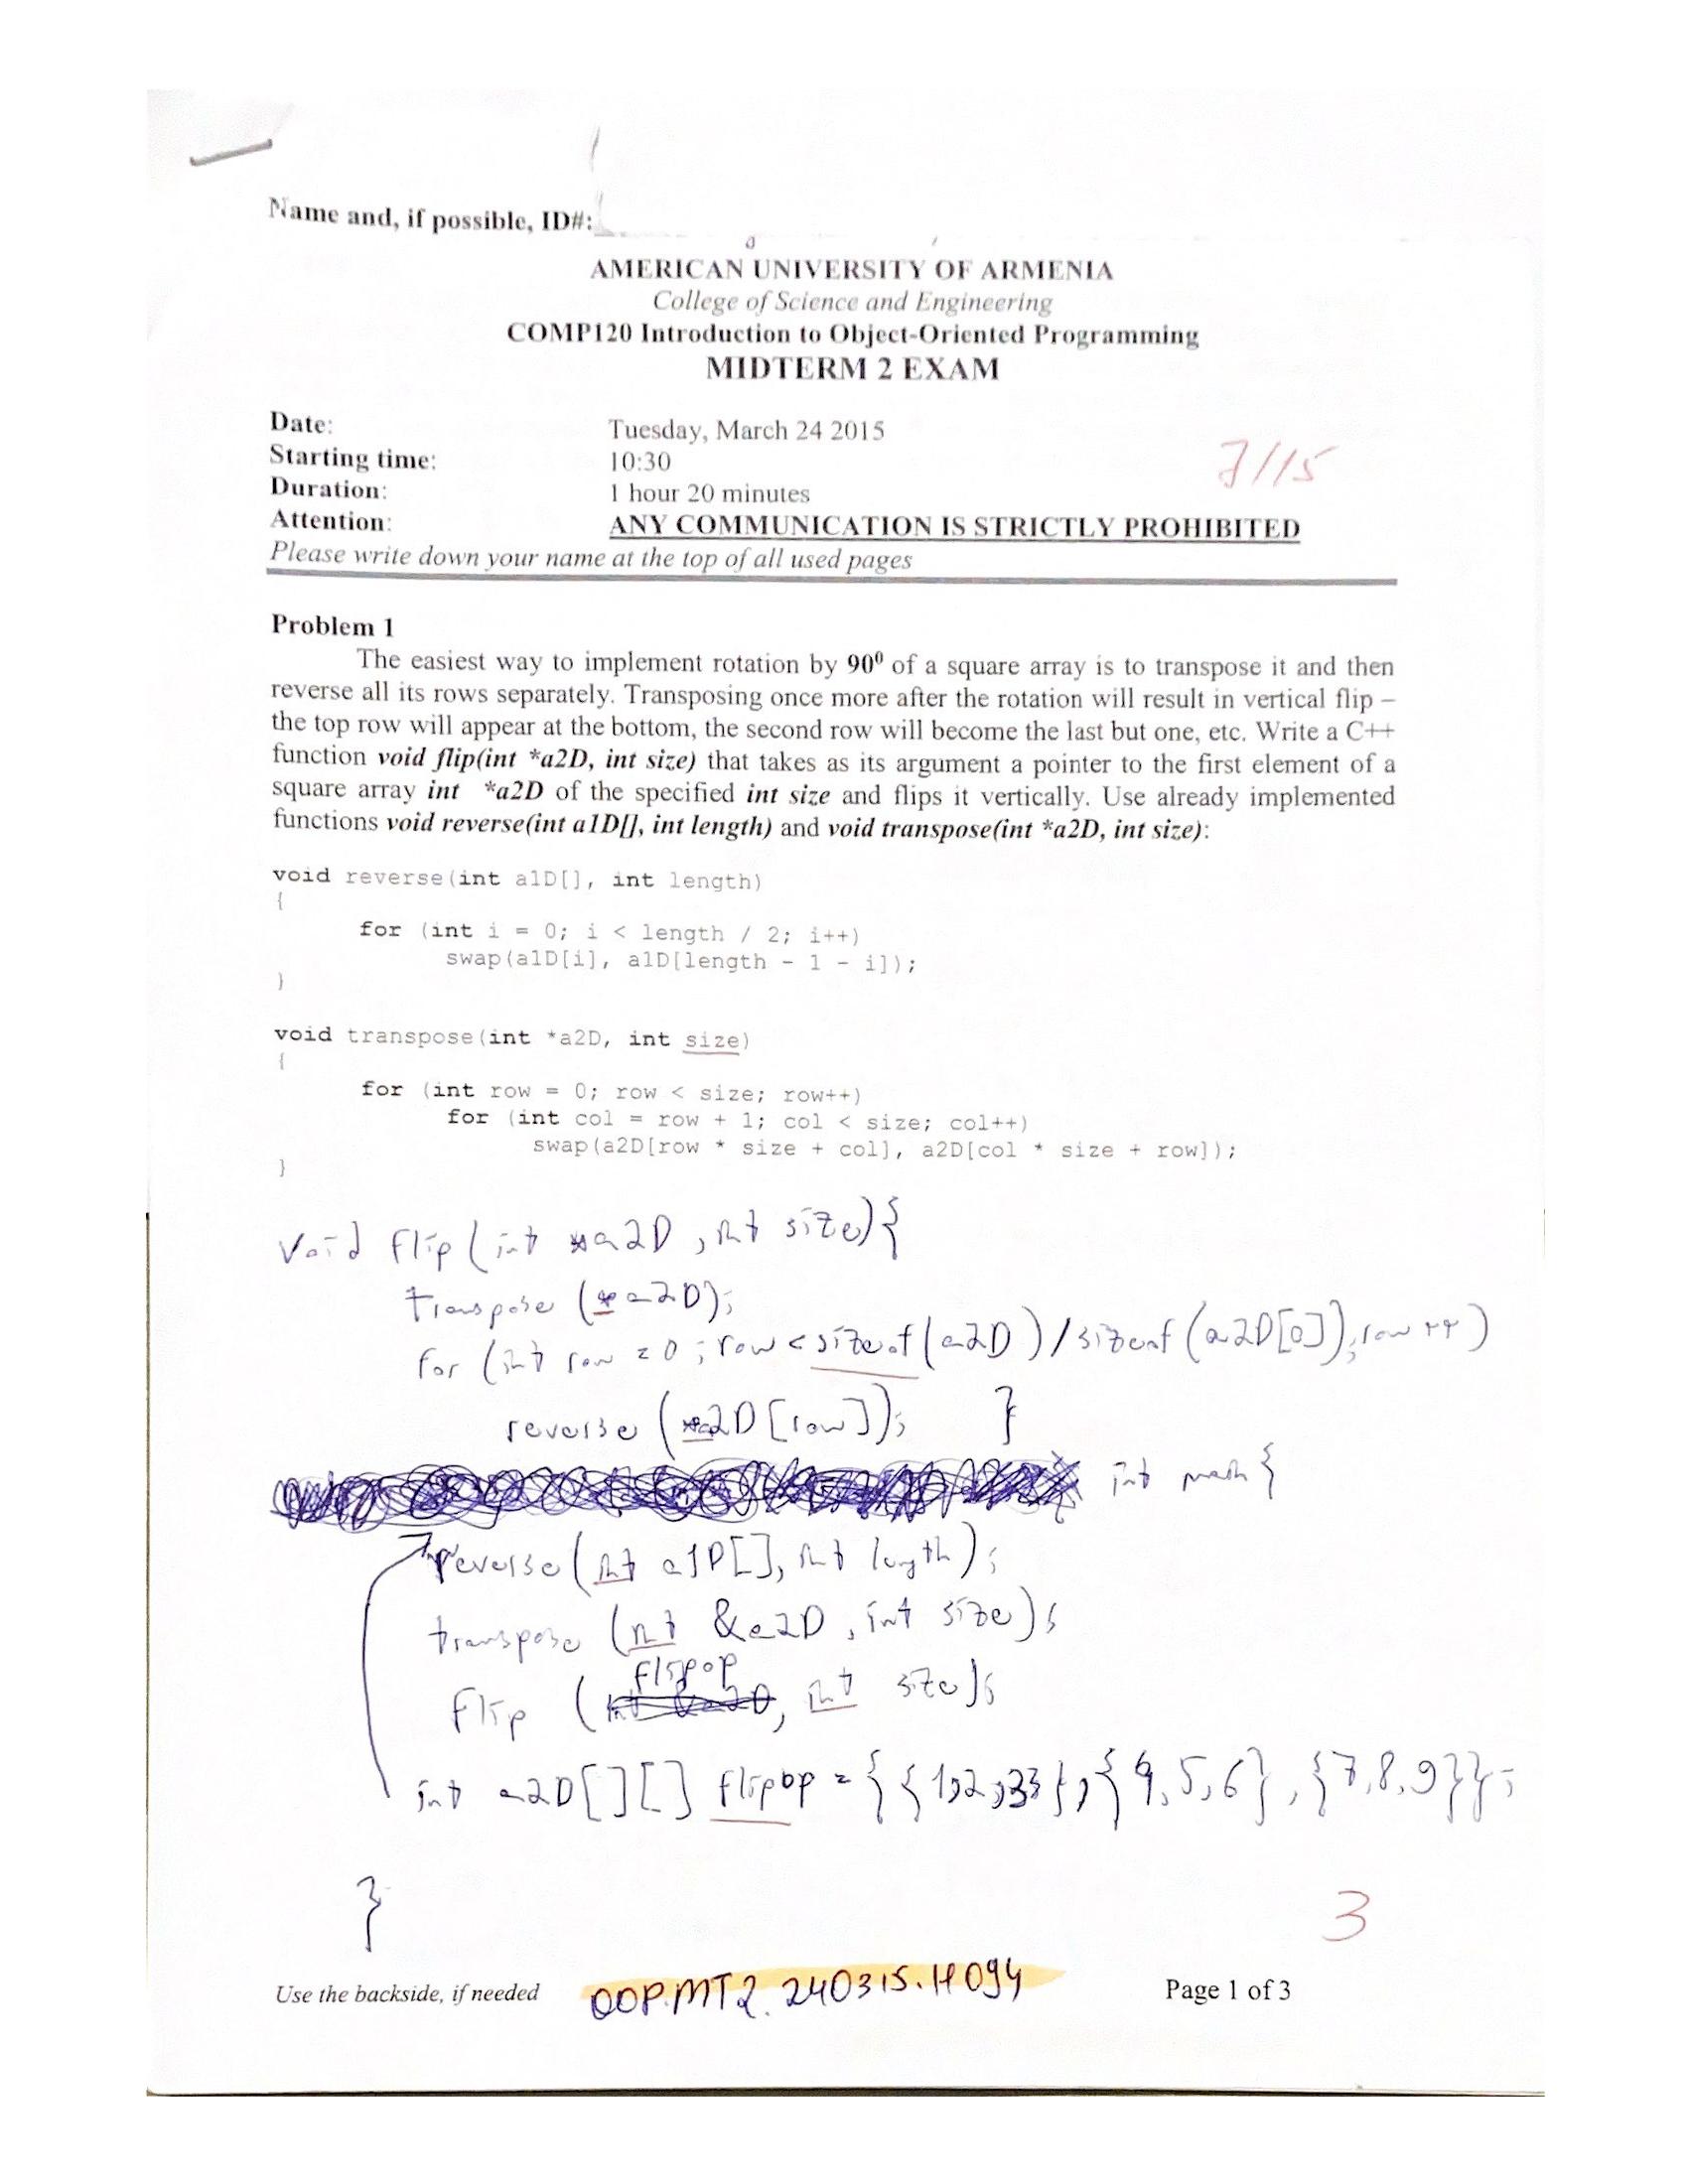 Name and, if possible, ID#:
AMERICAN UNIVERSITY OF ARMENIA
College of Science and Engineering
COMP120 Introduction to Object-Oriented Programming
MIDTERM 2 EXAM
Date: Tuesday, March 24 2015
Starting time: 10:30
7/15
Duration: 1 hour 20 minutes
Attention: ANY COMMUNICATION IS STRICTLY PROHIBITED
Please write down your name at the top of all used pages
Problem 1
The easiest way to implement rotation by 90⁰ of a square array is to transpose it and then
reverse all its rows separately. Transposing once more after the rotation will result in vertical flip –
the top row will appear at the bottom, the second row will become the last but one, etc. Write a C++
function void flip(int *a2D, int size) that takes as its argument a pointer to the first element of a
square array int *a2D of the specified int size and flips it vertically. Use already implemented
functions void reverse(int a1D[], int length) and void transpose(int *a2D, int size):
void reverse(int a1D[], int length)
{
for (int i = 0; i < length / 2; i++)
swap(a1D[i], a1D[length - 1 - i]);
}
void transpose(int *a2D, int size)
{
for (int row = 0; row < size; row++)
for (int col = row + 1; col < size; col++)
swap(a2D[row * size + col], a2D[col * size + row]);
}
void flip(int *a2D, int size){
transpose (*a2D);
for (int row = 0; row < sizeof(a2D)/sizeof(a2D[0]); row++)
reverse (*a2D[row]); }
int main {
reverse(int a1D[], int length);
transpose (int &a2D, int size);
flipop
flip ( , int size);
int a2D[][] flipop = {{1,2,33},{4,5,6},{7,8,9}};
}
3
Use the backside, if needed OOP.MT2.240315.H094 Page 1 of 3